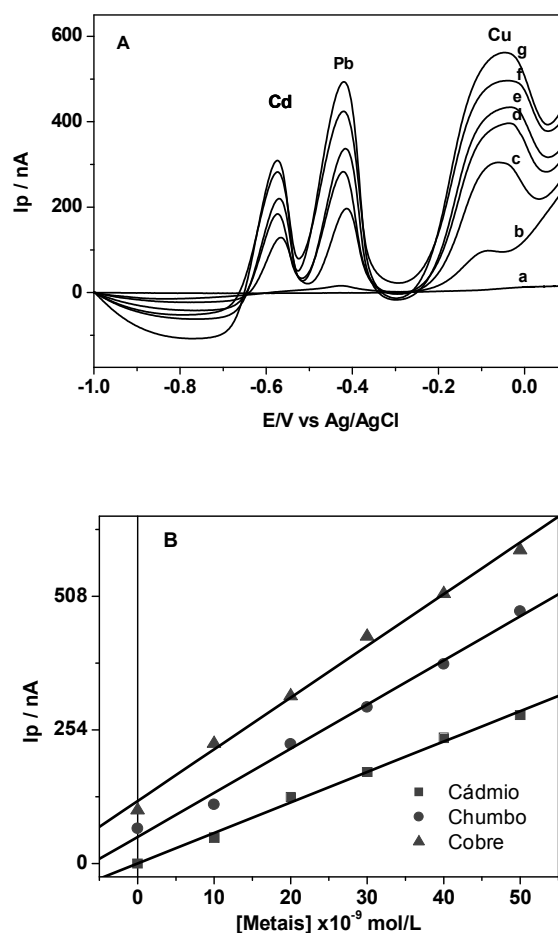 A
600
400
200
0
Ip / nA
Cd
Pb
Cu
g
f
e
d
c
b
a
-1.0 -0.8 -0.6 -0.4 -0.2 0.0
E/V vs Ag/AgCl
B
508
254
0
Ip / nA
Cádmio
Chumbo
Cobre
0 10 20 30 40 50
[Metais] x10⁻⁹ mol/L